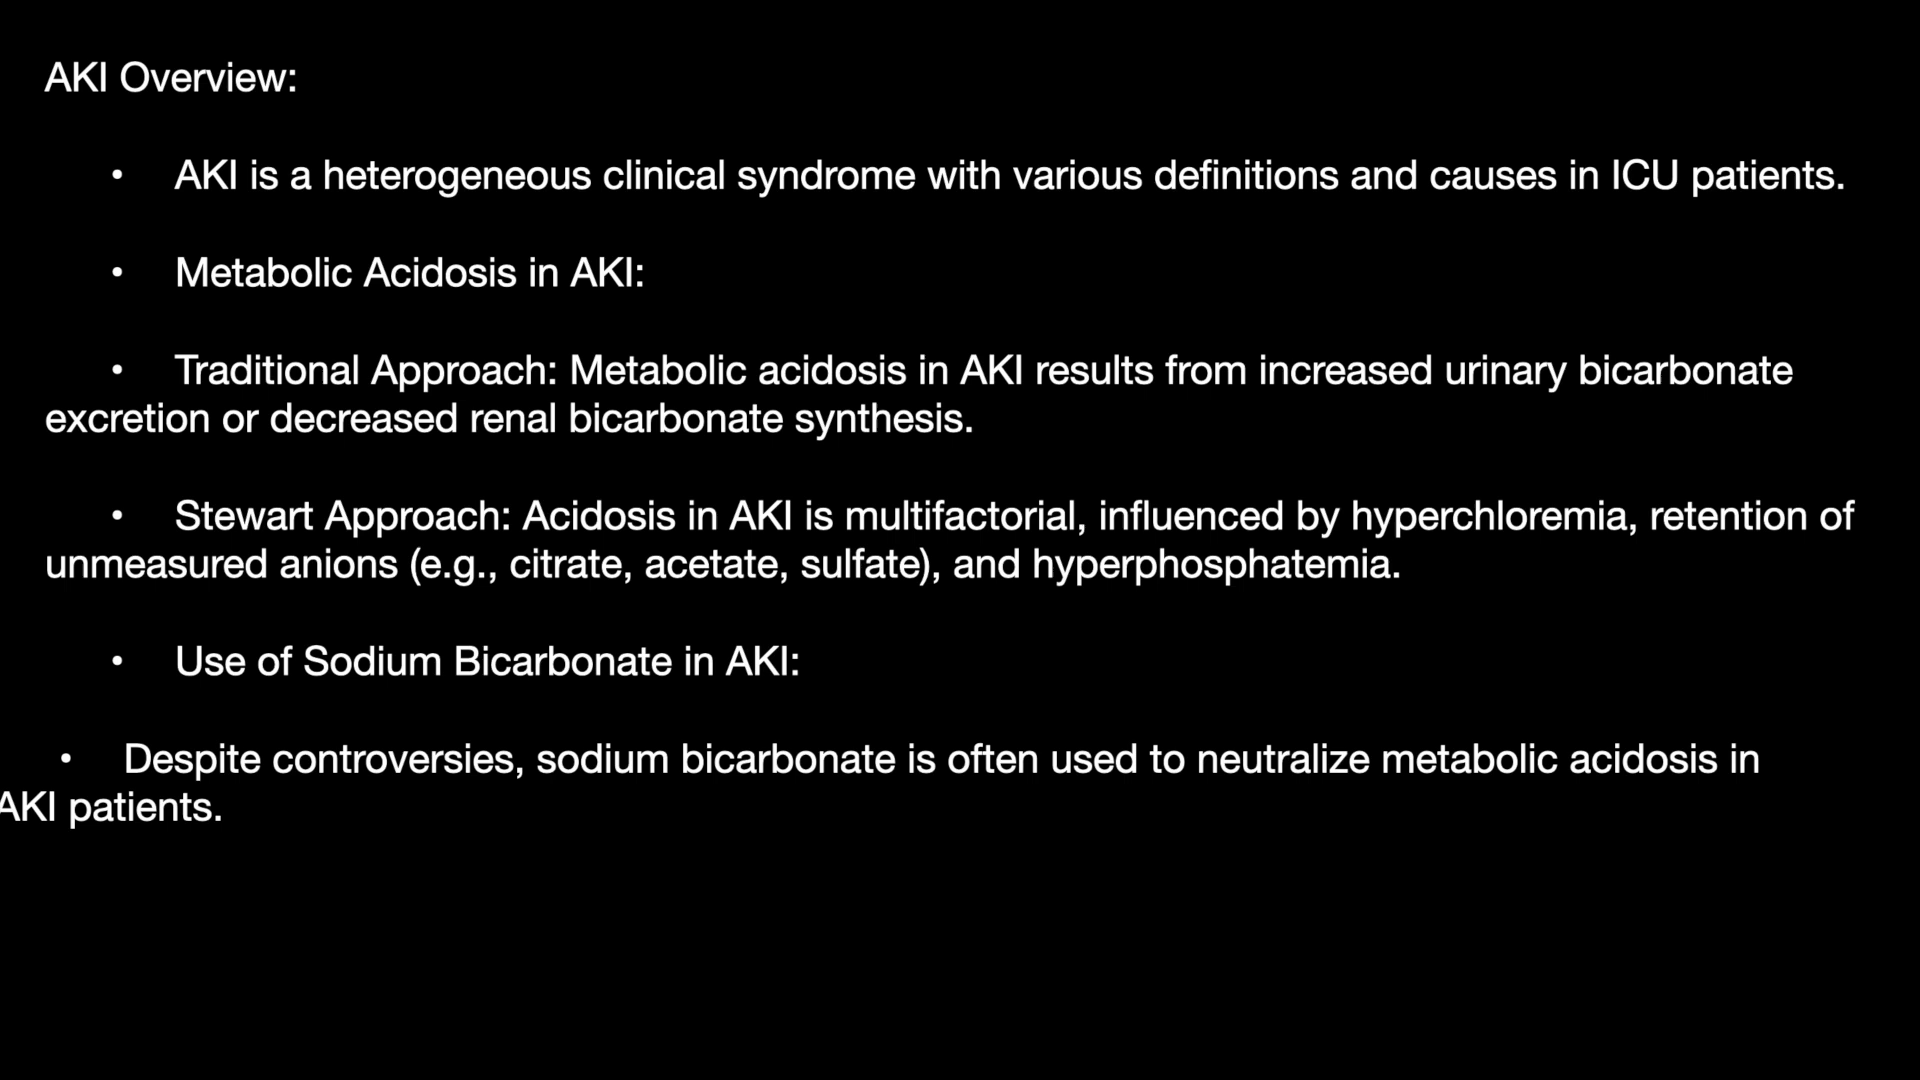 AKI Overview:
• AKI is a heterogeneous clinical syndrome with various definitions and causes in ICU patients.
• Metabolic Acidosis in AKI:
• Traditional Approach: Metabolic acidosis in AKI results from increased urinary bicarbonate
excretion or decreased renal bicarbonate synthesis.
• Stewart Approach: Acidosis in AKI is multifactorial, influenced by hyperchloremia, retention of
unmeasured anions (e.g., citrate, acetate, sulfate), and hyperphosphatemia.
• Use of Sodium Bicarbonate in AKI:
• Despite controversies, sodium bicarbonate is often used to neutralize metabolic acidosis in
AKI patients.